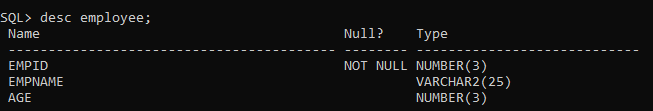 SQL> desc employee;
Name Null? Type
----------------------------------------- -------- ----------------------------
EMPID NOT NULL NUMBER(3)
EMPNAME VARCHAR2(25)
AGE NUMBER(3)